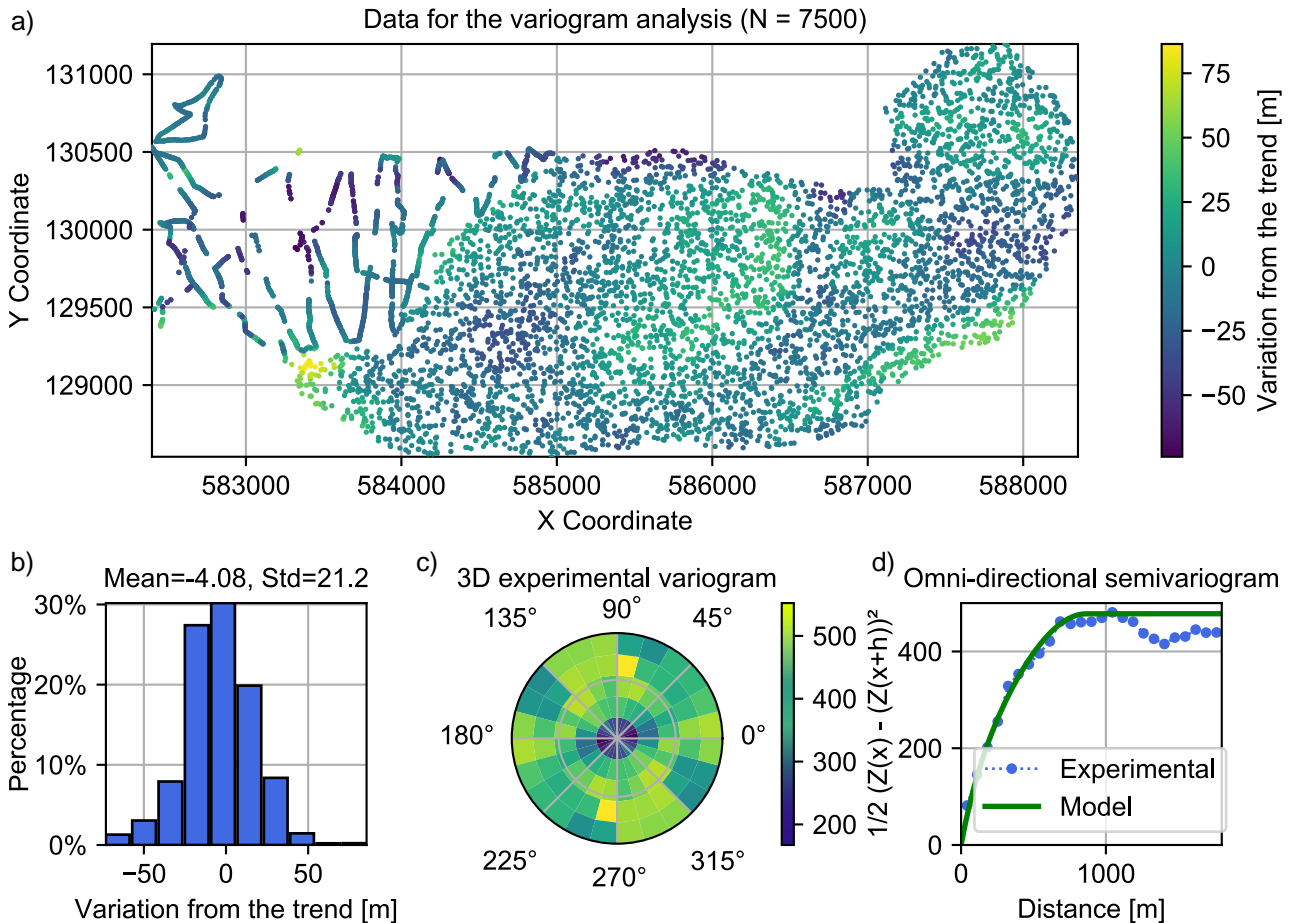 a)
Data for the variogram analysis (N = 7500)
131000
130500
130000
129500
129000
Y Coordinate
583000 584000 585000 586000 587000 588000
X Coordinate
75
50
25
0
−25
−50
Variation from the trend [m]
b)
Mean=-4.08, Std=21.2
30%
20%
10%
0%
Percentage
−50 0 50
Variation from the trend [m]
c)
3D experimental variogram
90°
135° 45°
180° 0°
225° 315°
270°
500
400
300
200
1/2 (Z(x) - (Z(x+h))²
d)
Omni-directional semivariogram
400
200
0
Experimental
Model
0 1000
Distance [m]